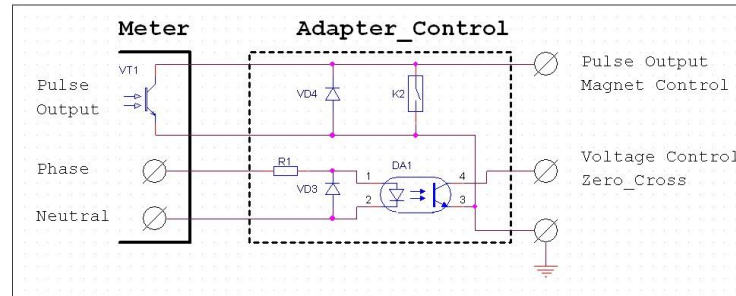 Meter
Adapter_Control
VT1
Pulse
Output
VD4
K2
Pulse Output
Magnet Control
Phase
R1
DA1
1
4
Voltage Control
Zero_Cross
VD3
2
3
Neutral